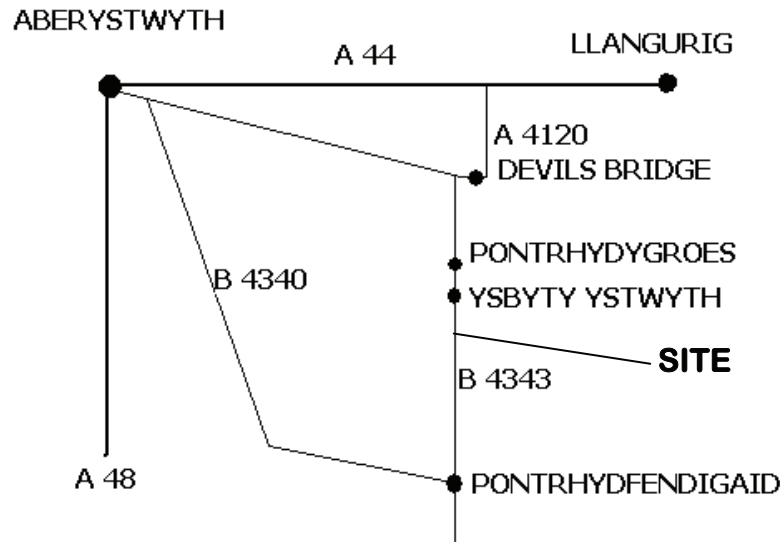 ABERYSTWYTH
LLANGURIG
A 44
A 4120
DEVILS BRIDGE
PONTRHYDYGROES
B 4340
YSBYTY YSTWYTH
SITE
B 4343
A 48
PONTRHYDFENDIGAID